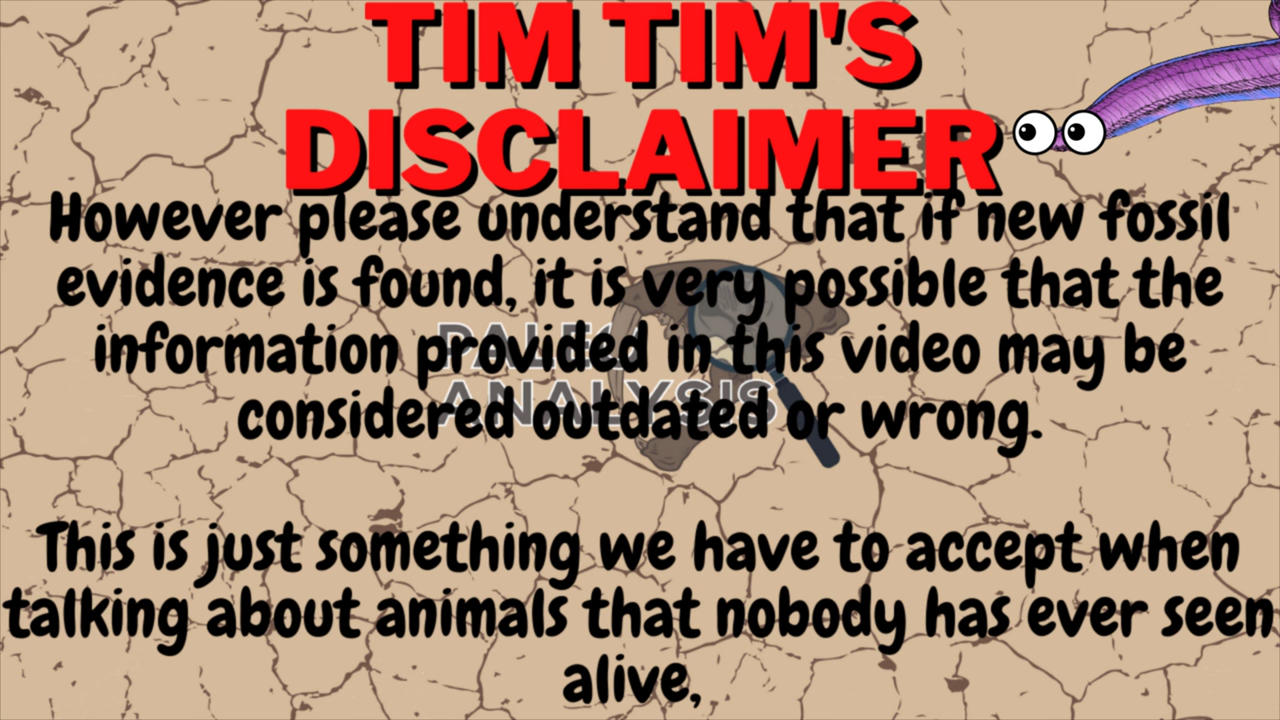 TIM TIM'S
DISCLAIMER
However please understand that if new fossil
evidence is found, it is very possible that the
information provided in this video may be
considered outdated or wrong.
PALEO
ANALYSIS
This is just something we have to accept when
talking about animals that nobody has ever seen
alive,